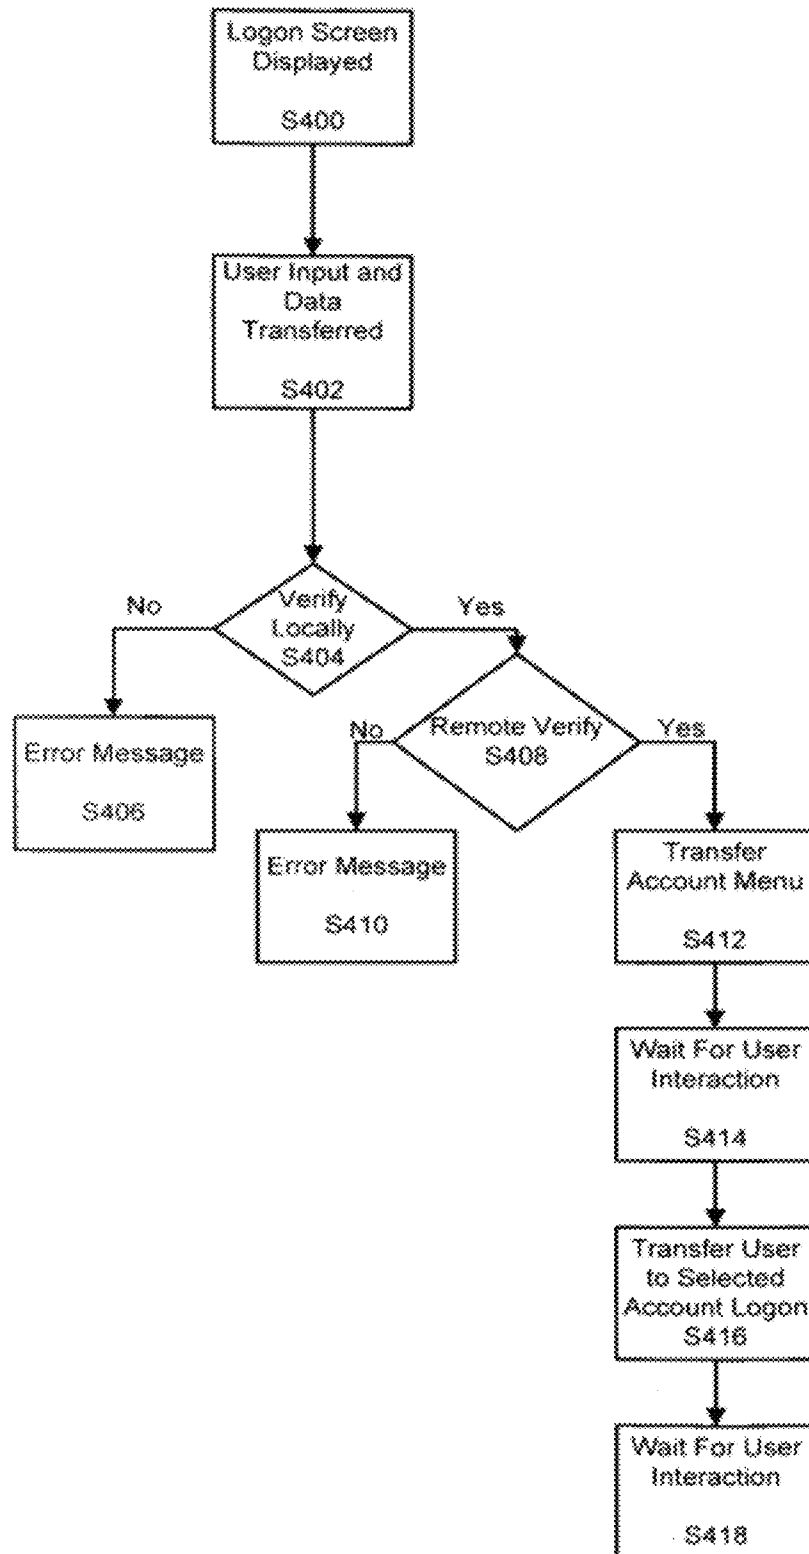 Logon Screen
Displayed
S400
User Input and
Data
Transferred
S402
No
Verify
Locally
S404
Yes
Error Message
S406
No
Remote Verify
S408
Yes
Error Message
S410
Transfer
Account Menu
S412
Wait For User
Interaction
S414
Transfer User
to Selected
Account Logon
S416
Wait For User
Interaction
S418